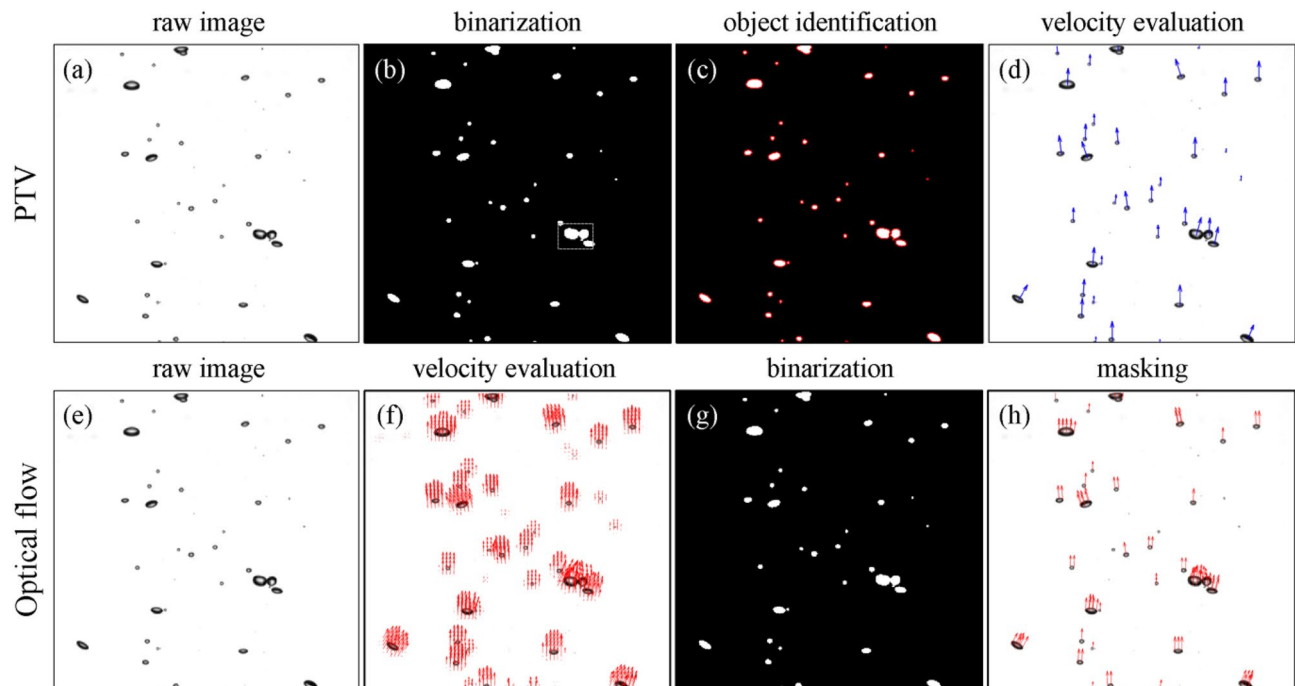 raw image binarization object identification velocity evaluation
(a) (b) (c) (d)
PTV
raw image velocity evaluation binarization masking
(e) (f) (g) (h)
Optical flow